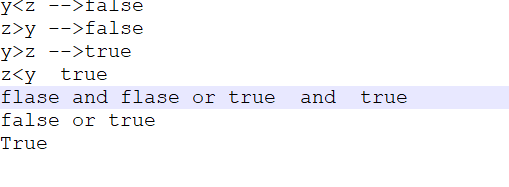 y<z -->false
z>y -->false
y>z -->true
z<y  true
flase and flase or true  and  true
false or true
True